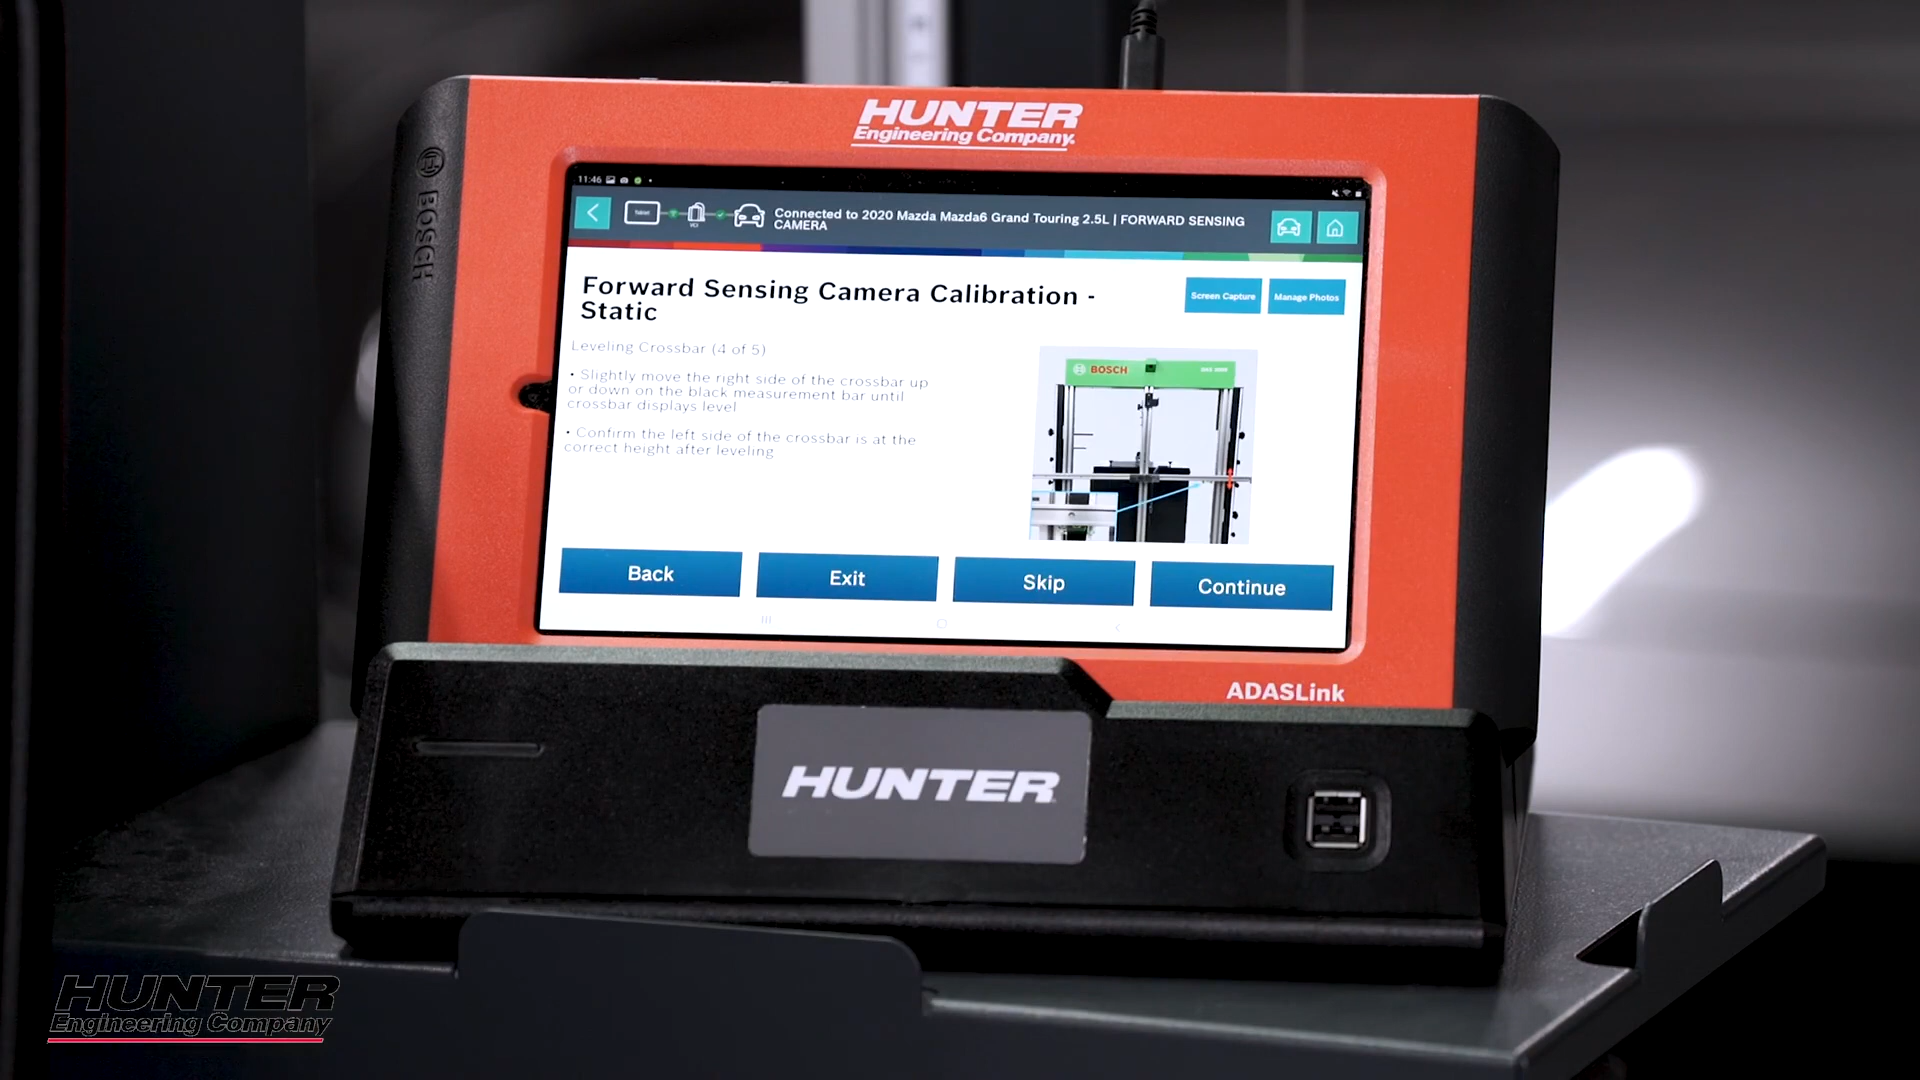 HUNTER
Engineering Company.
BOSCH
11:46
Tablet
VCI
Connected to 2020 Mazda Mazda6 Grand Touring 2.5L | FORWARD SENSING
CAMERA
Forward Sensing Camera Calibration -
Static
Screen Capture
Manage Photos
Leveling Crossbar (4 of 5)
• Slightly move the right side of the crossbar up
or down on the black measurement bar until
crossbar displays level
• Confirm the left side of the crossbar is at the
correct height after leveling
BOSCH
Back
Exit
Skip
Continue
ADASLink
HUNTER
HUNTER
Engineering Company